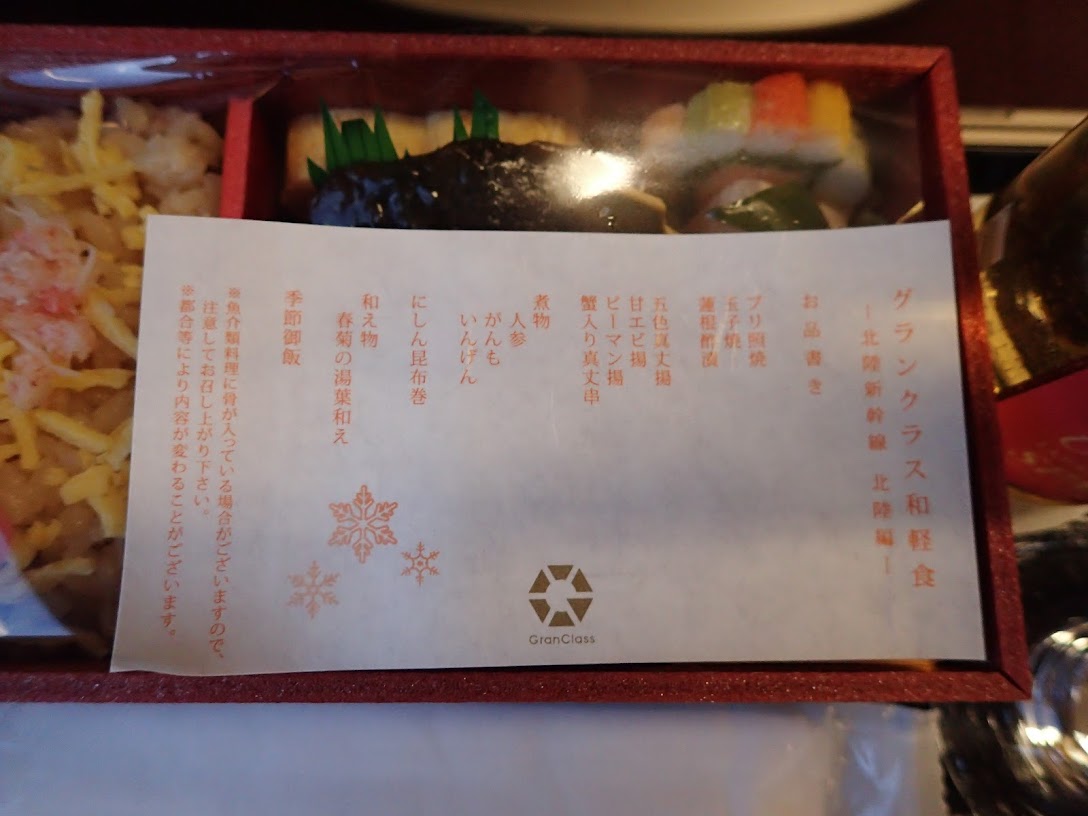 グランクラス和軽食
－北陸新幹線 北陸編－
お品書き
ブリ照焼
玉子焼
蓮根酢漬
五色真丈揚
甘エビ揚
ピーマン揚
蟹入り真丈串
煮物
人参
がんも
いんげん
にしん昆布巻
和え物
春菊の湯葉和え
季節御飯
※魚介類料理に骨が入っている場合がございますので、
注意してお召し上がり下さい。
※都合等により内容が変わることがございます。
GranClass